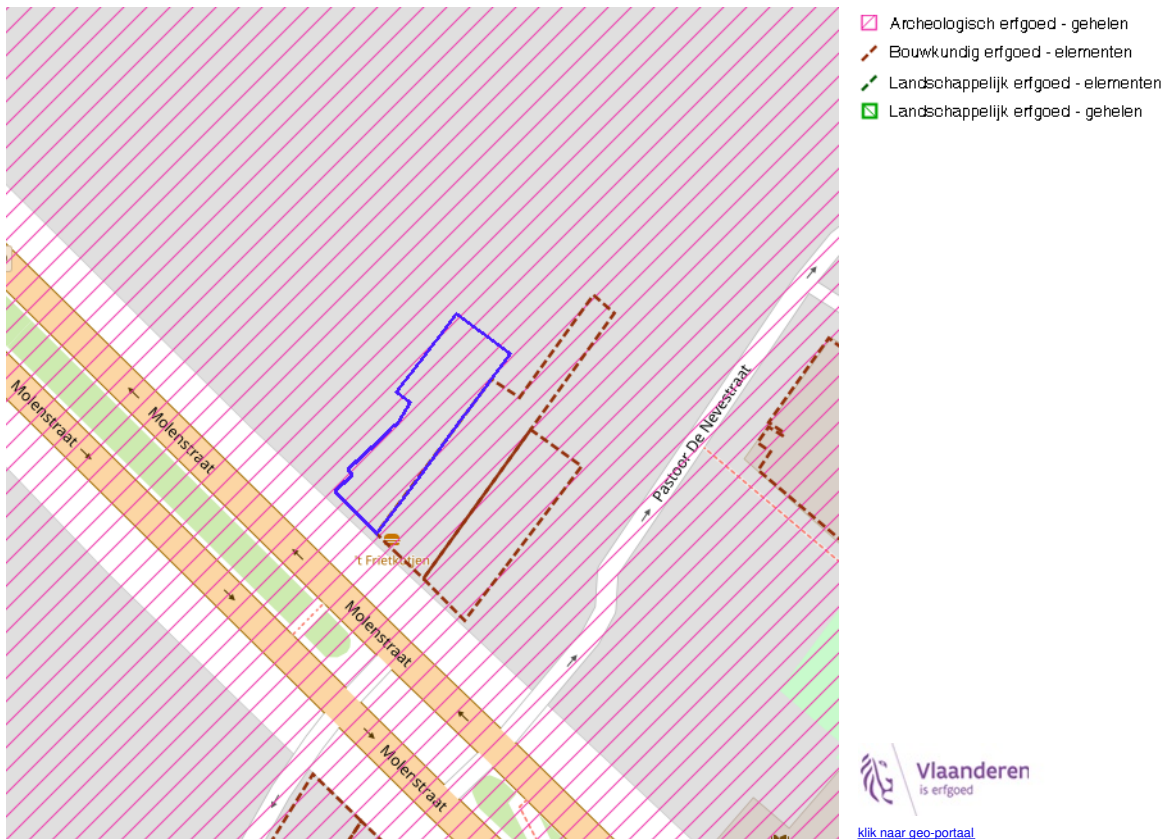 Archeologisch erfgoed - gehelen
Bouwkundig erfgoed - elementen
Landschappelijk erfgoed - elementen
Landschappelijk erfgoed - gehelen
Molenstraat
Molenstraat
Pastoor De Nevestraat
't Frietkotjen
Molenstraat
Molenstraat
Vlaanderen
is erfgoed
klik naar geo-portaal